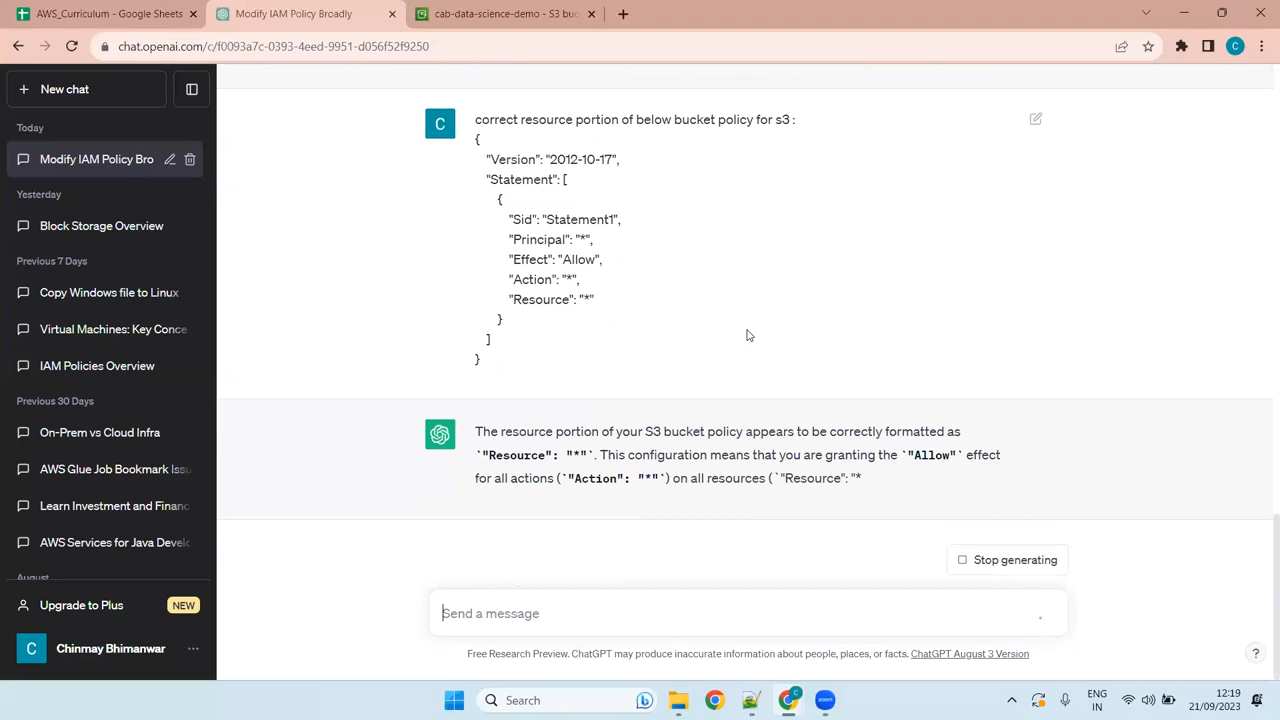 AWS_Curriculum - Google Sheets
Modify IAM Policy Broadly
cab-data-science-demo - S3 buc
chat.openai.com/c/f0093a7c-0393-4eed-9951-d056f52f9250
C
New chat
Today
Modify IAM Policy Bro
Yesterday
Block Storage Overview
Previous 7 Days
Copy Windows file to Linux
Virtual Machines: Key Conce
IAM Policies Overview
Previous 30 Days
On-Prem vs Cloud Infra
AWS Glue Job Bookmark Issu
Learn Investment and Financ
AWS Services for Java Develo
August
Upgrade to Plus
NEW
C
Chinmay Bhimanwar
C
correct resource portion of below bucket policy for s3 :
{
"Version": "2012-10-17",
"Statement": [
{
"Sid": "Statement1",
"Principal": "*",
"Effect": "Allow",
"Action": "*",
"Resource": "*"
}
]
}
The resource portion of your S3 bucket policy appears to be correctly formatted as
`"Resource": "*"`. This configuration means that you are granting the `"Allow"` effect
for all actions (`"Action": "*"`) on all resources (`"Resource": "*
Stop generating
Send a message
Free Research Preview. ChatGPT may produce inaccurate information about people, places, or facts. ChatGPT August 3 Version
?
Search
zoom
ENG
IN
12:19
21/09/2023